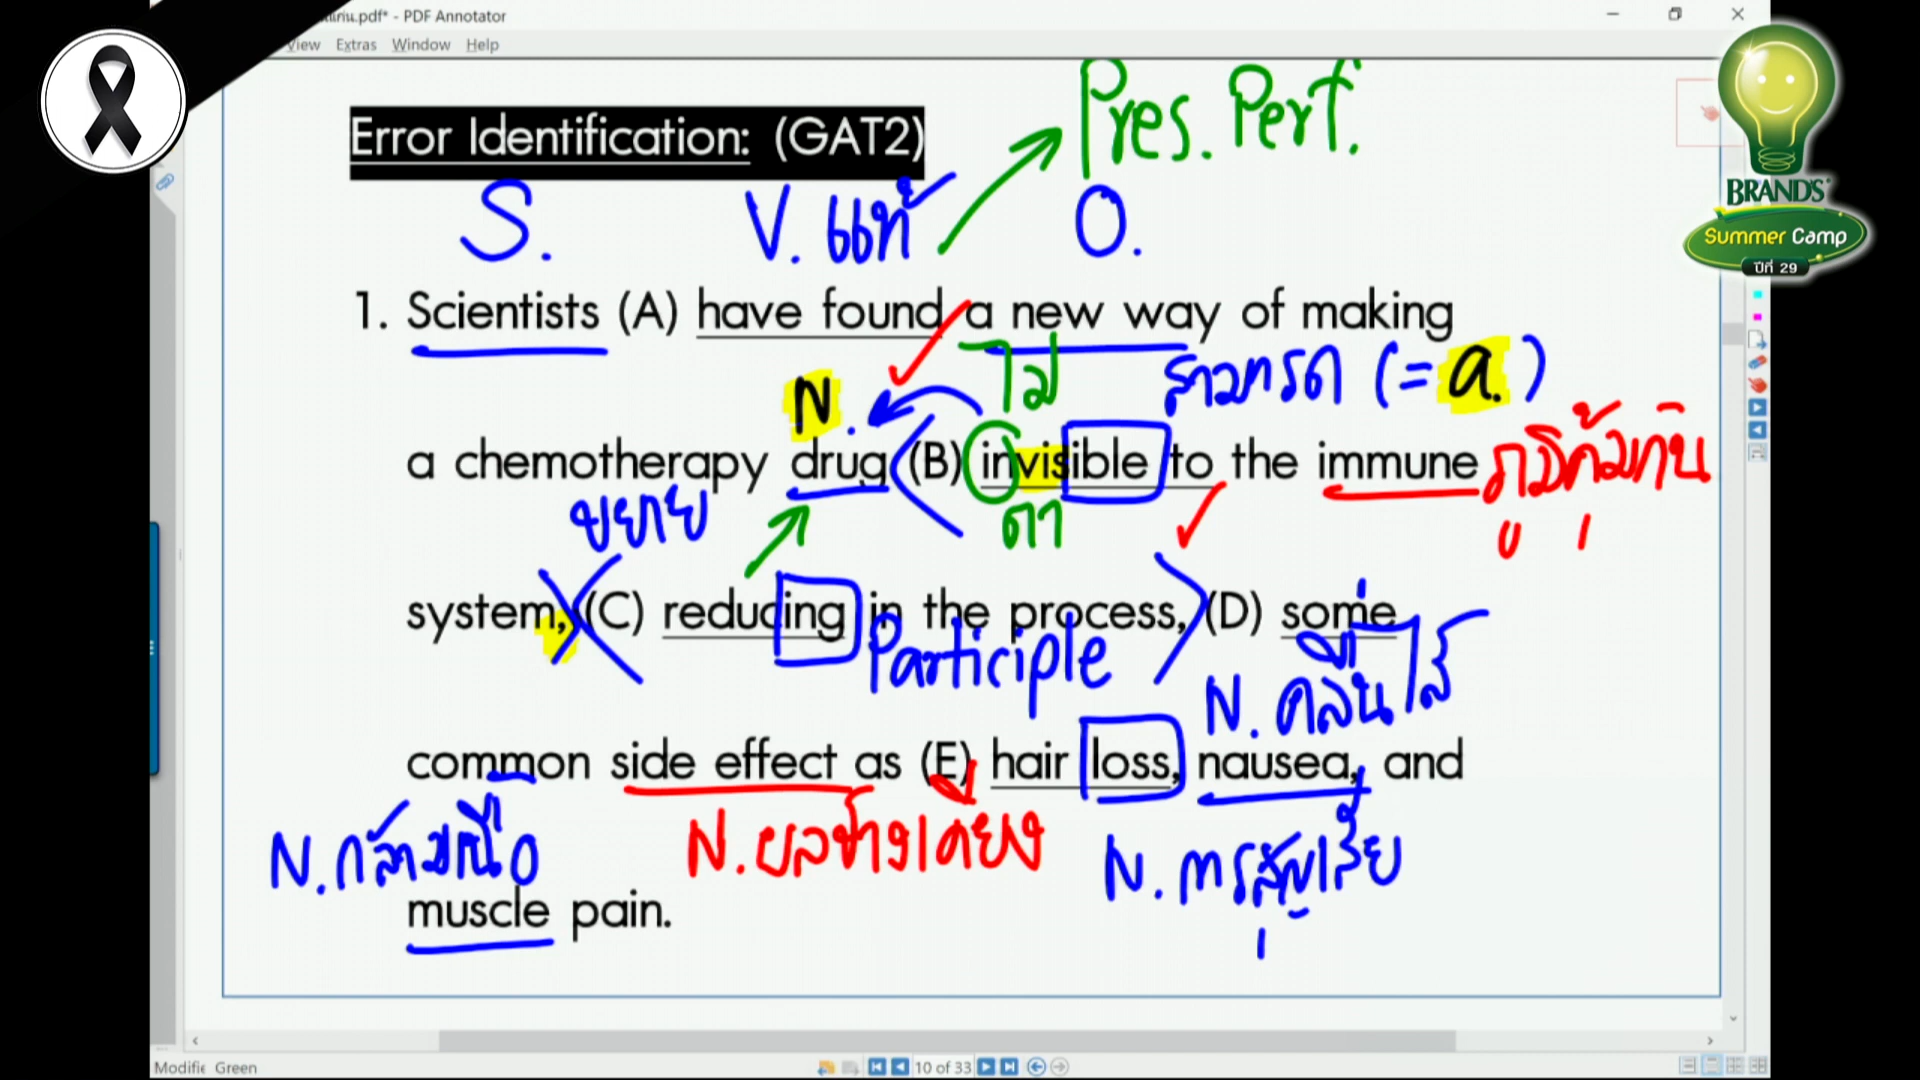 .pdf* - PDF Annotator
View Extras Window Help
Pres. Perf.
Error Identification: (GAT2)
BRAND'S
Summer Camp
ปีที่ 29
S. V. แท้ O.
1. Scientists (A) have found a new way of making
N. ไม่ สามารถ (= a.)
a chemotherapy drug (B) invisible to the immune ภูมิคุ้มกัน
ขยาย ตา
system, (C) reducing in the process, (D) some
Participle N. คลื่นไส้
common side effect as (E) hair loss, nausea, and
N. กล้ามเนื้อ N. ผลข้างเคียง N. การสูญเสีย
muscle pain.
Modifie Green 10 of 33